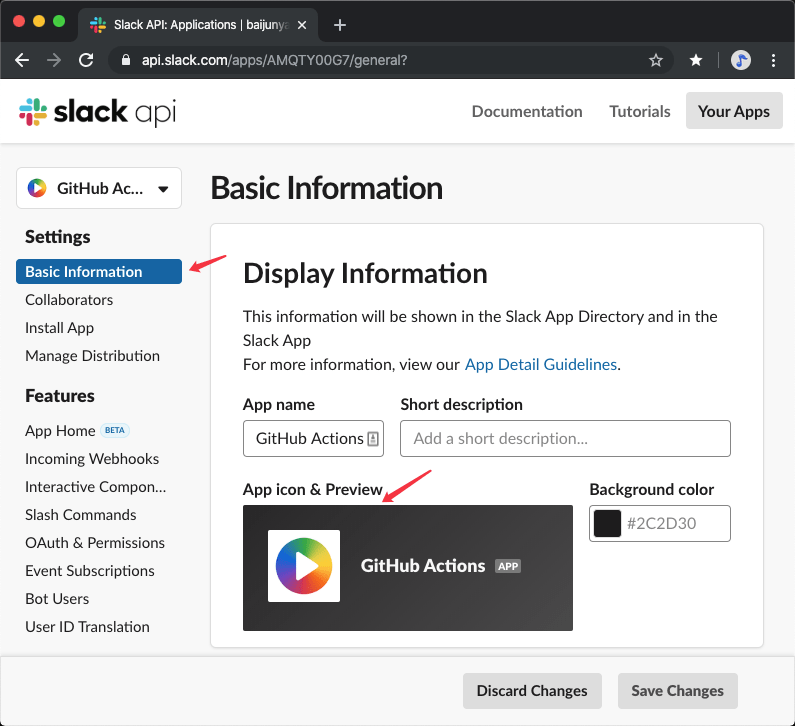 Slack API: Applications | baijunya
api.slack.com/apps/AMQTY00G7/general?
slack api
Documentation
Tutorials
Your Apps
GitHub Ac...
Basic Information
Settings
Basic Information
Collaborators
Install App
Manage Distribution
Features
App Home BETA
Incoming Webhooks
Interactive Compon...
Slash Commands
OAuth & Permissions
Event Subscriptions
Bot Users
User ID Translation
Display Information
This information will be shown in the Slack App Directory and in the
Slack App
For more information, view our App Detail Guidelines.
App name
Short description
GitHub Actions
Add a short description...
App icon & Preview
Background color
GitHub Actions APP
#2C2D30
Discard Changes
Save Changes